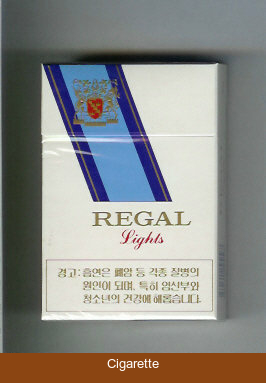 REGAL
Lights
경고: 흡연은 폐암 등 각종 질병의
원인이 되며, 특히 임산부와
청소년의 건강에 해롭습니다.
Cigarette